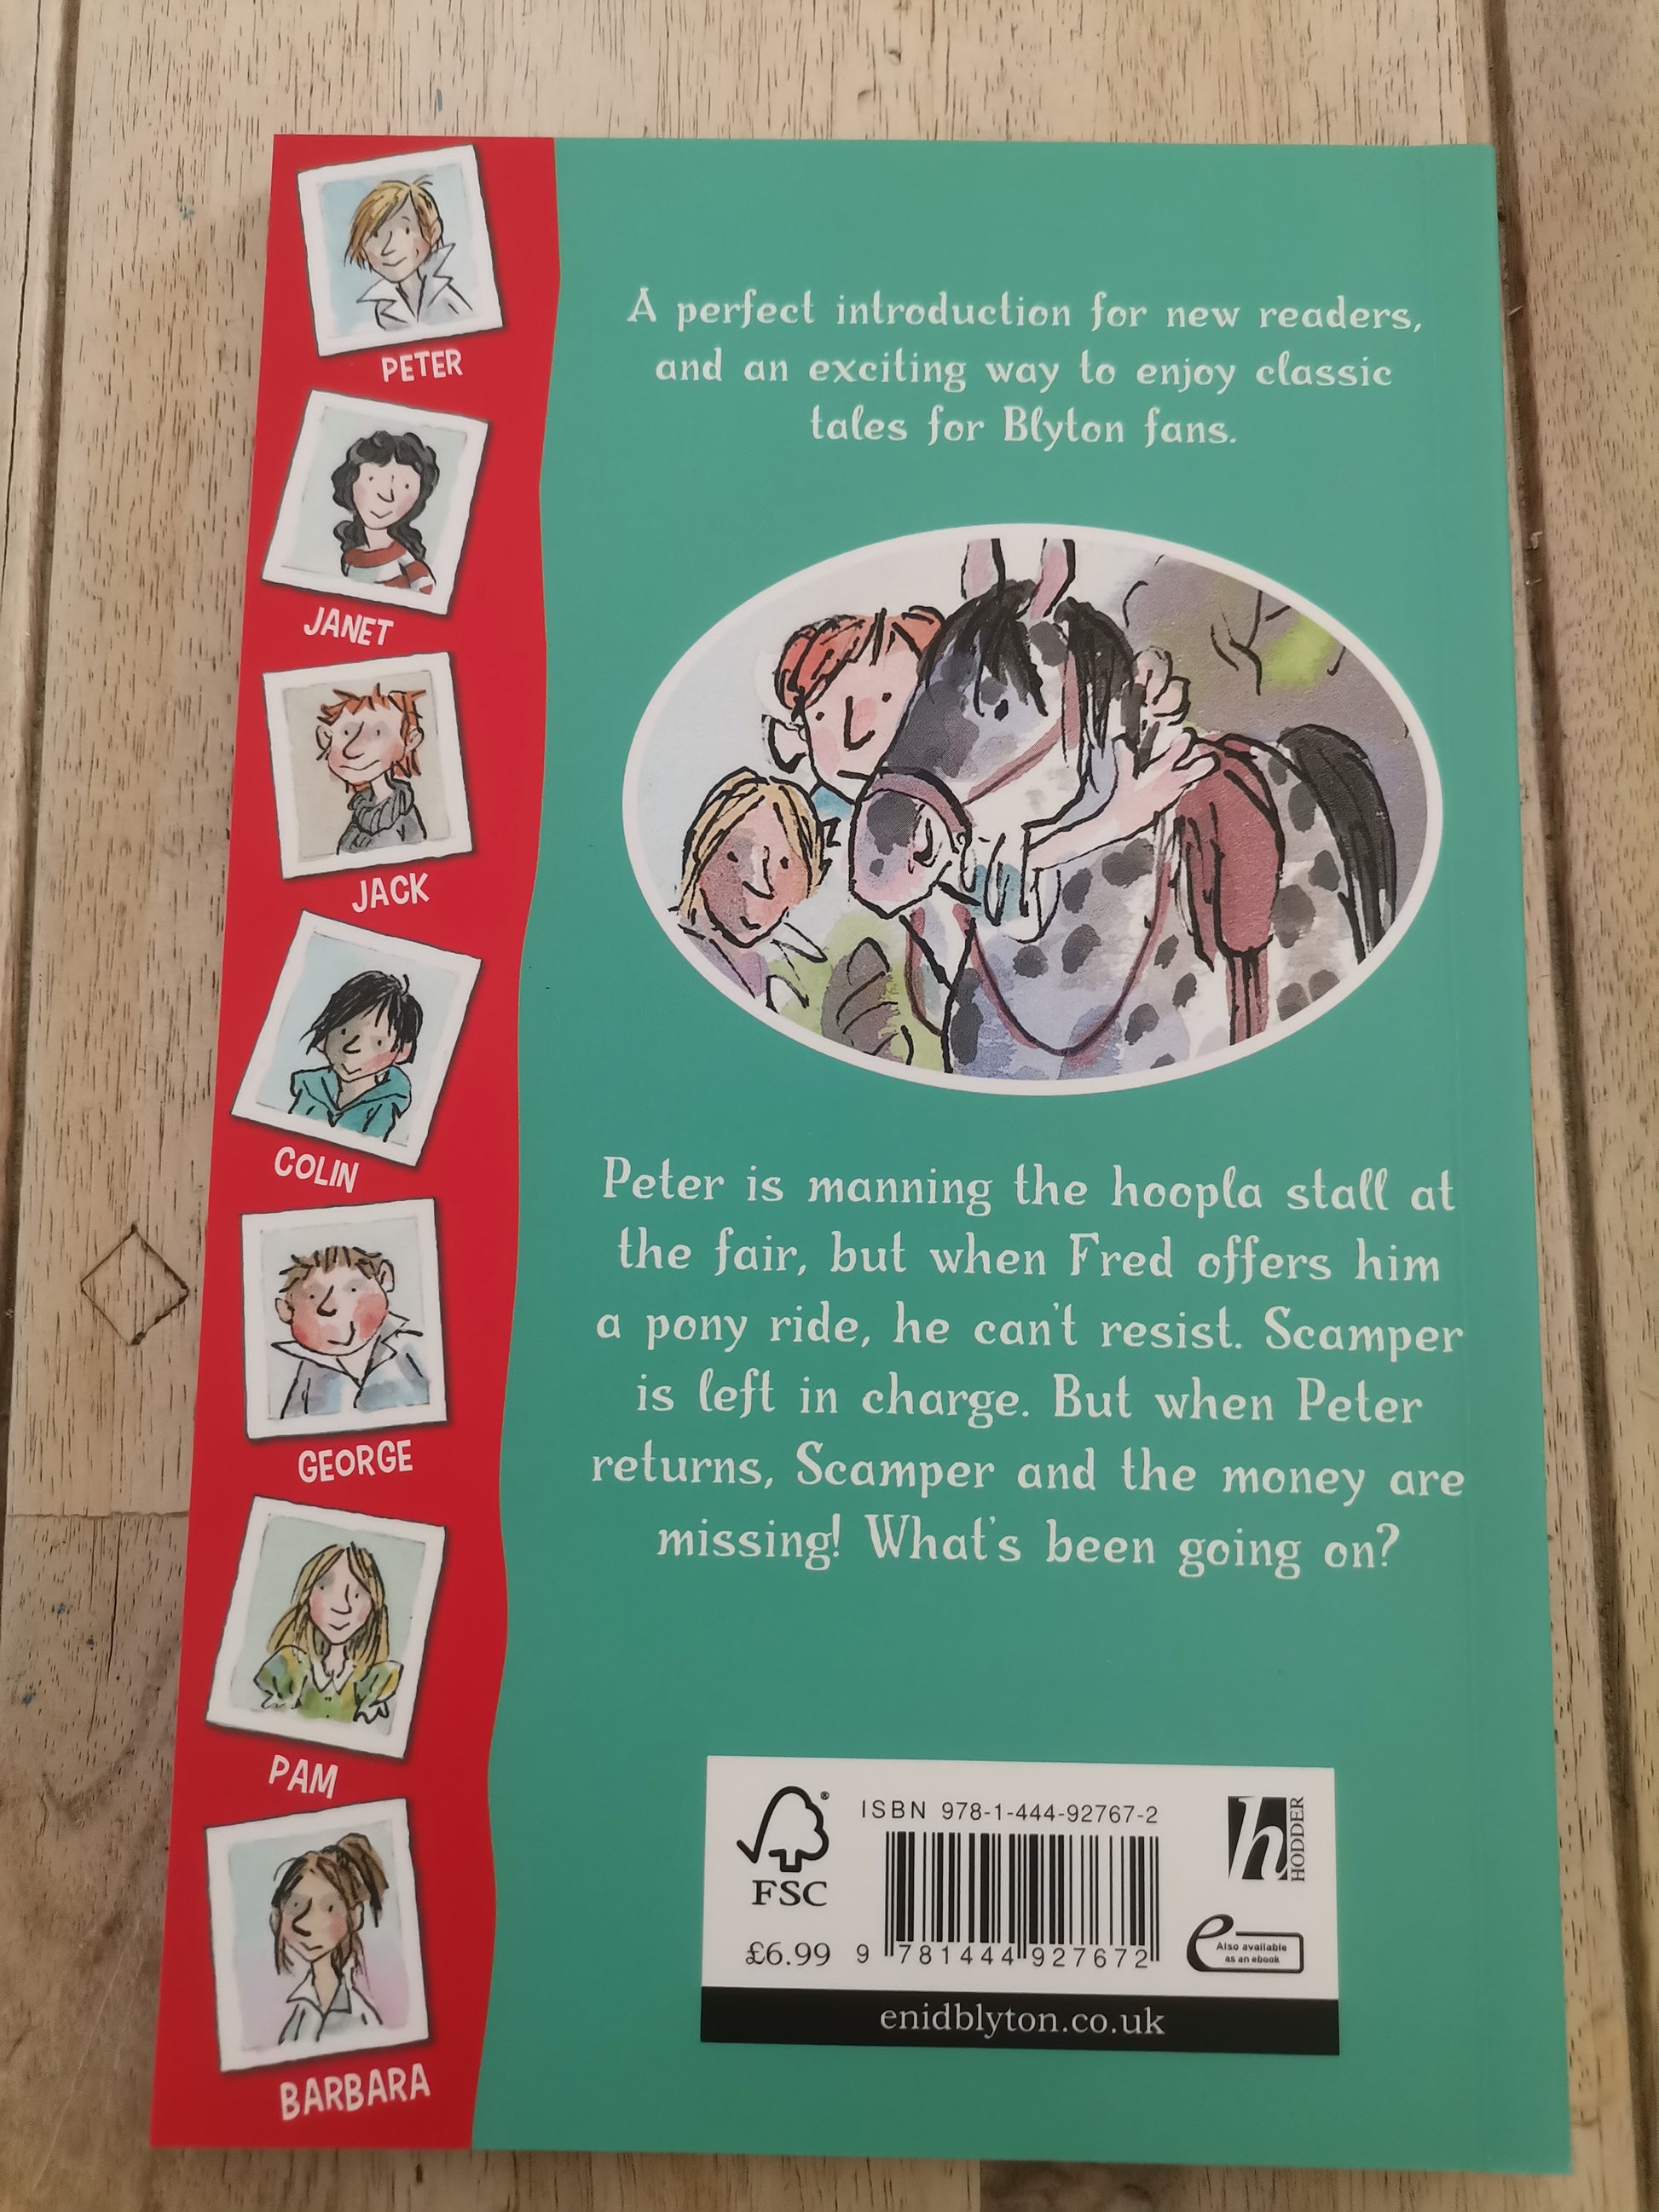 PETER
JANET
JACK
COLIN
GEORGE
PAM
BARBARA
A perfect introduction for new readers,
and an exciting way to enjoy classic
tales for Blyton fans.
Peter is manning the hoopla stall at
the fair, but when Fred offers him
a pony ride, he can't resist. Scamper
is left in charge. But when Peter
returns, Scamper and the money are
missing! What's been going on?
®
FSC
£6.99
ISBN 978-1-444-92767-2
9 781444 927672
h
HODDER
e
Also available
as an ebook
enidblyton.co.uk